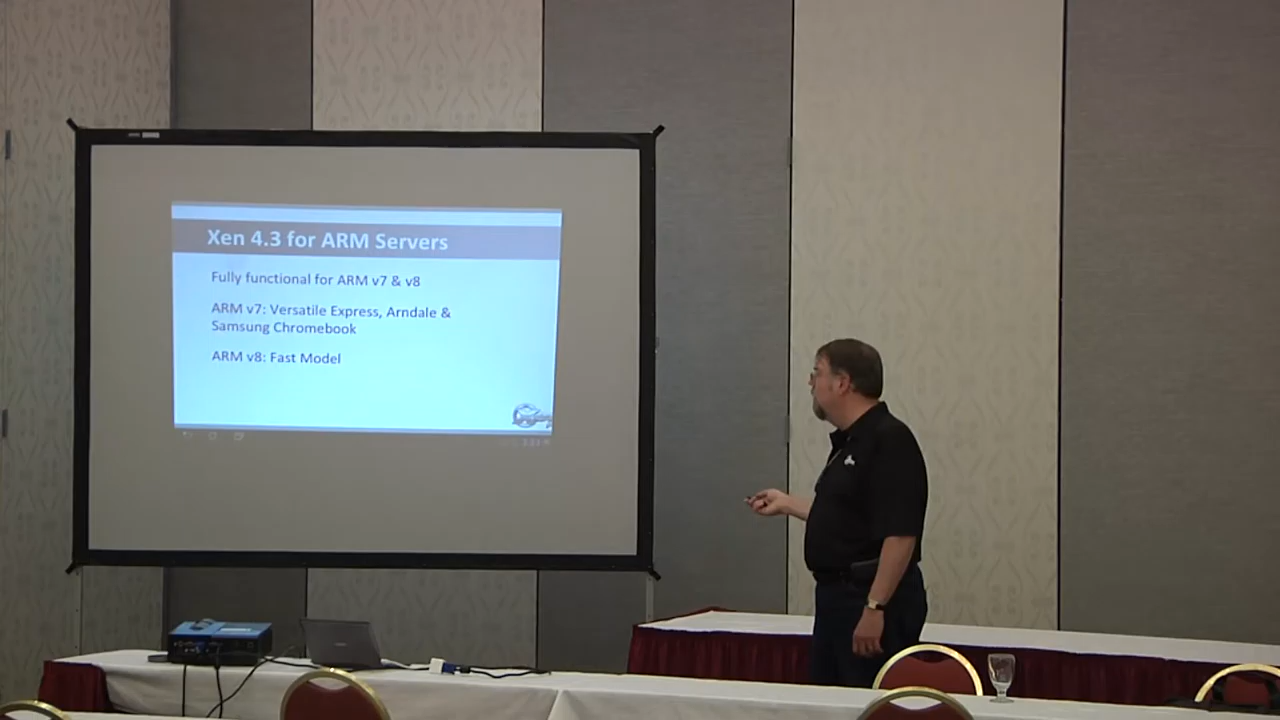 Xen 4.3 for ARM Servers
Fully functional for ARM v7 & v8
ARM v7: Versatile Express, Arndale &
Samsung Chromebook
ARM v8: Fast Model